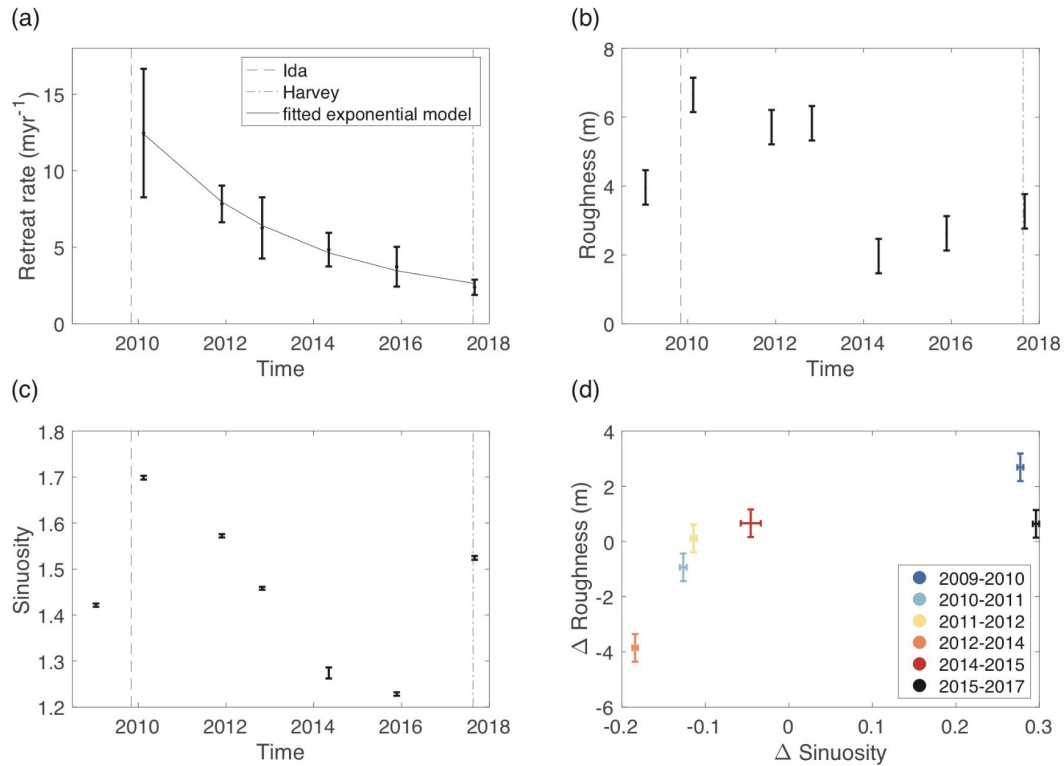 (a)
Retreat rate (myr⁻¹)
15
10
5
0
Ida
Harvey
fitted exponential model
2010 2012 2014 2016 2018
Time
(b)
Roughness (m)
8
6
4
2
0
2010 2012 2014 2016 2018
Time
(c)
Sinuosity
1.8
1.7
1.6
1.5
1.4
1.3
1.2
2010 2012 2014 2016 2018
Time
(d)
Δ Roughness (m)
4
2
0
-2
-4
-6
2009-2010
2010-2011
2011-2012
2012-2014
2014-2015
2015-2017
-0.2 -0.1 0 0.1 0.2 0.3
Δ Sinuosity